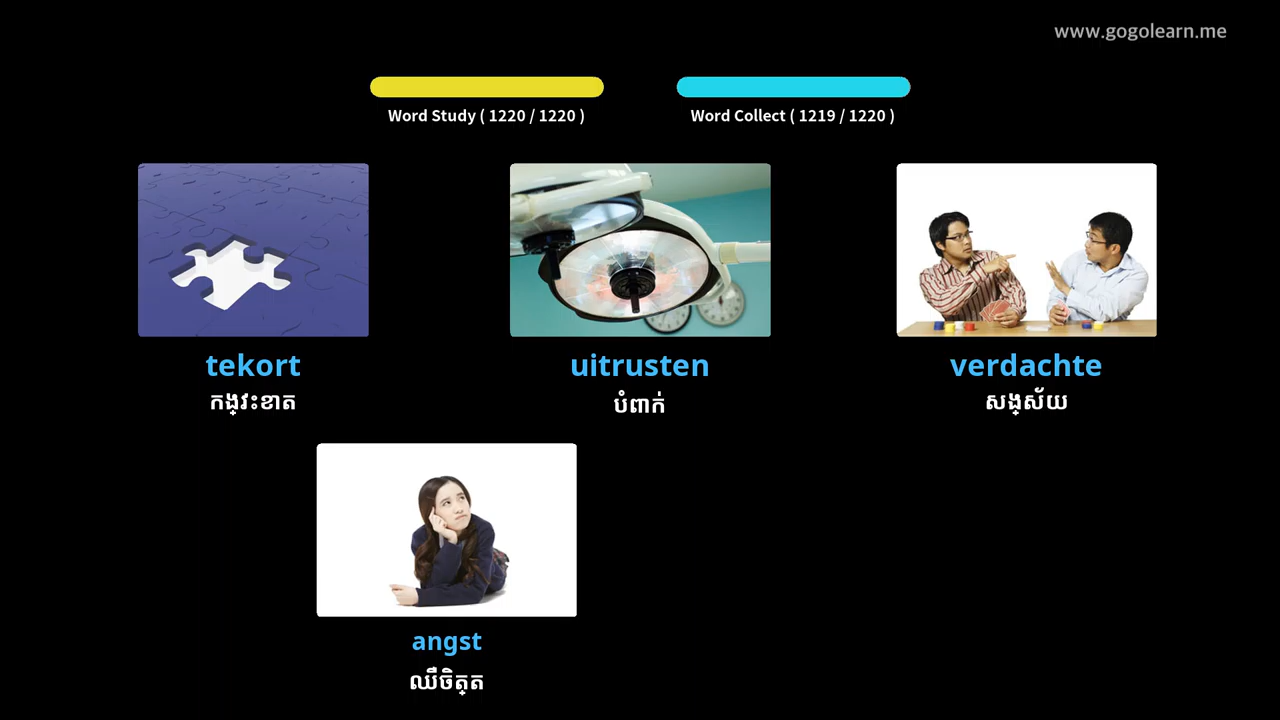 www.gogolearn.me
Word Study ( 1220 / 1220 )
Word Collect ( 1219 / 1220 )
tekort
uitrusten
verdachte
កង្វះខាត
បំពាក់
សង្ស័យ
angst
ឈឺចិត្ត